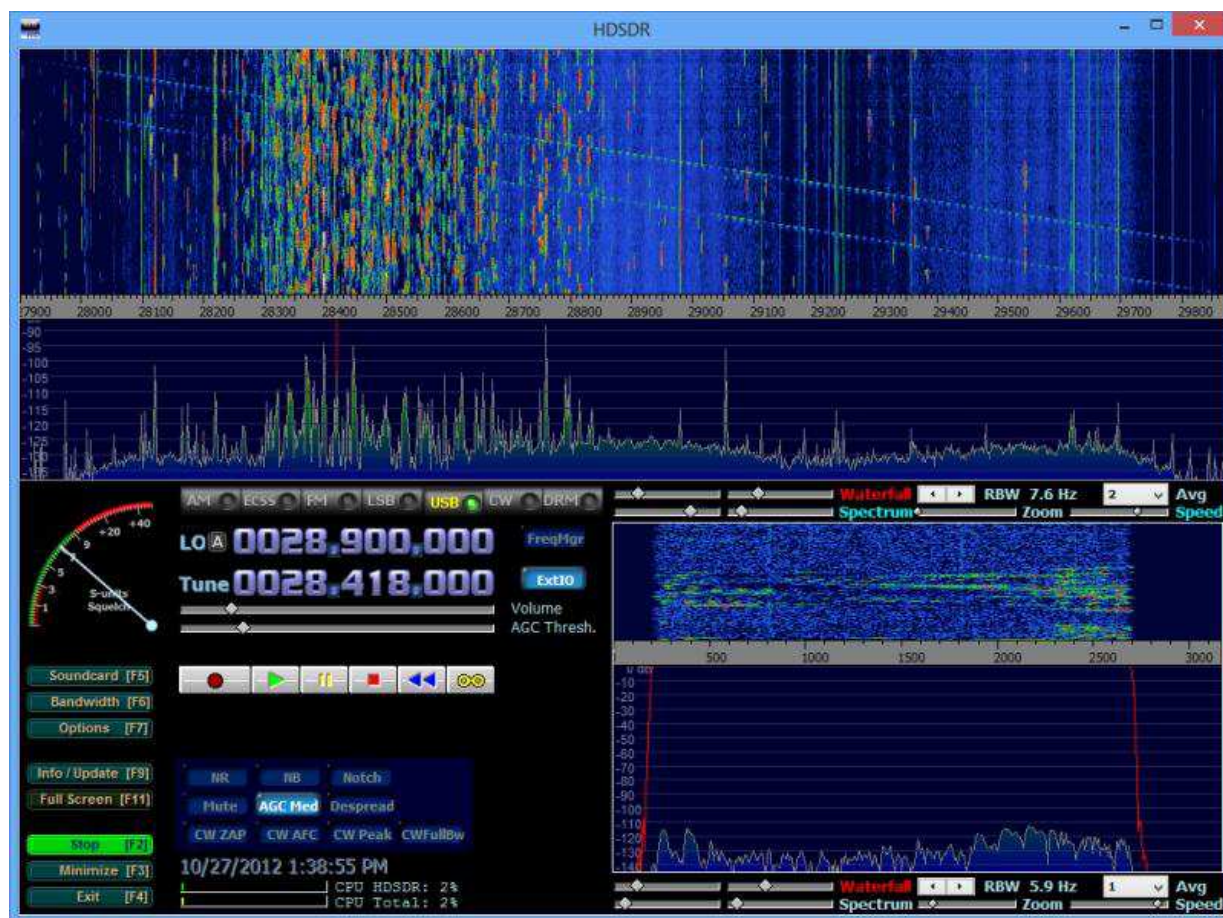 HDSDR
27900 28000 28100 28200 28300 28400 28500 28600 28700 28800 28900 29000 29100 29200 29300 29400 29500 29600 29700 29800
-90
-95
-100
-105
-110
-115
-120
-125
-130
AM ECSS FM LSB USB CW DRM
Waterfall RBW 7.6 Hz 2 Avg
Spectrum Zoom Speed
+20 +40
9
5
3
1
S-units
Squelch
LO A 0028.900.000 FreqMgr
Tune 0028.418.000 ExtIO
Volume
AGC Thresh.
500 1000 1500 2000 2500 3000
0 dB
-10
-20
-30
-40
-50
-60
-70
-80
-90
-100
-110
-120
-130
Soundcard [F5]
Bandwidth [F6]
Options [F7]
Info / Update [F9]
Full Screen [F11]
Stop [F2]
Minimize [F3]
Exit [F4]
NR NB Notch
Mute AGC Med Despread
CW ZAP CW AFC CW Peak CWFullBw
10/27/2012 1:38:55 PM
CPU HDSDR: 2%
CPU Total: 2%
Waterfall RBW 5.9 Hz 1 Avg
Spectrum Zoom Speed